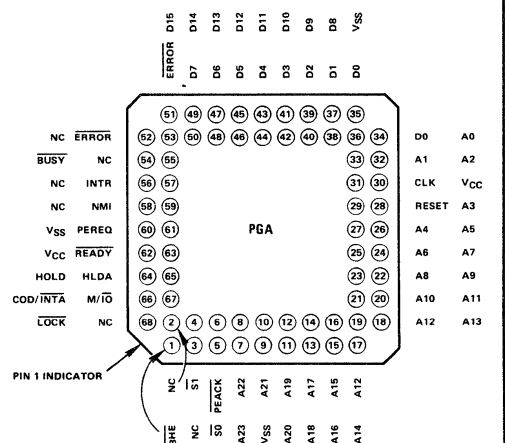 D15 D14 D13 D12 D11 D10 D9 D8 VSS
ERROR D7 D6 D5 D4 D3 D2 D1 D0
51 49 47 45 43 41 39 37 35
NC ERROR 52 53 50 48 46 44 42 40 38 36 34 D0 A0
BUSY NC 54 55 33 32 A1 A2
NC INTR 56 57 31 30 CLK VCC
NC NMI 58 59 29 28 RESET A3
VSS PEREQ 60 61 PGA 27 26 A4 A5
VCC READY 62 63 25 24 A6 A7
HOLD HLDA 64 65 23 22 A8 A9
COD/INTA M/IO 66 67 21 20 A10 A11
LOCK NC 68 2 4 6 8 10 12 14 16 19 18 A12 A13
1 3 5 7 9 11 13 15 17
PIN 1 INDICATOR
NC S1 PEACK A22 A21 A19 A17 A15 A12
BHE NC S0 A23 VSS A20 A18 A16 A14